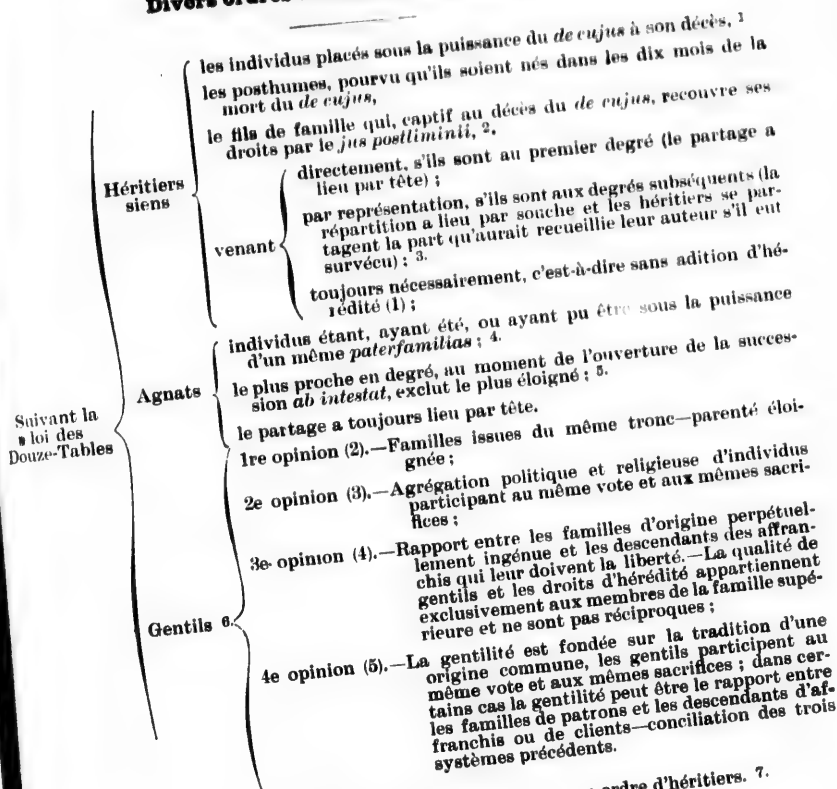 Divers
les individus placés sous la puissance du de cujus à son décès, 1
les posthumes, pourvu qu'ils soient nés dans les dix mois de la
mort du de cujus,
le fils de famille qui, captif au décès du de cujus, recouvre ses
droits par le jus postliminii, 2.
Héritiers
siens
venant
directement, s'ils sont au premier degré (le partage a
lieu par tête) ;
par représentation, s'ils sont aux degrés subséquents (la
répartition a lieu par souche et les héritiers se par-
tagent la part qu'aurait recueillie leur auteur s'il eut
survécu) ; 3.
toujours nécessairement, c'est-à-dire sans adition d'hé-
rédité (1) ;
Agnats
individus étant, ayant été, ou ayant pu être sous la puissance
d'un même paterfamilias ; 4.
le plus proche en degré, au moment de l'ouverture de la succes-
sion ab intestat, exclut le plus éloigné ; 5.
le partage a toujours lieu par tête.
Suivant la
loi des
Douze-Tables
Gentils 6.
1re opinion (2).—Familles issues du même tronc—parenté éloi-
gnée ;
2e opinion (3).—Agrégation politique et religieuse d'individus
participant au même vote et aux mêmes sacri-
fices ;
3e opinion (4).—Rapport entre les familles d'origine perpétuel-
lement ingénue et les descendants des affran-
chis qui leur doivent la liberté.—La qualité de
gentils et les droits d'hérédité appartiennent
exclusivement aux membres de la famille supé-
rieure et ne sont pas réciproques ;
4e opinion (5).—La gentilité est fondée sur la tradition d'une
origine commune, les gentils participent au
même vote et aux mêmes sacrifices ; dans cer-
tains cas la gentilité peut être le rapport entre
les familles de patrons et les descendants d'af-
franchis ou de clients—conciliation des trois
systèmes précédents.
ordre d'héritiers. 7.